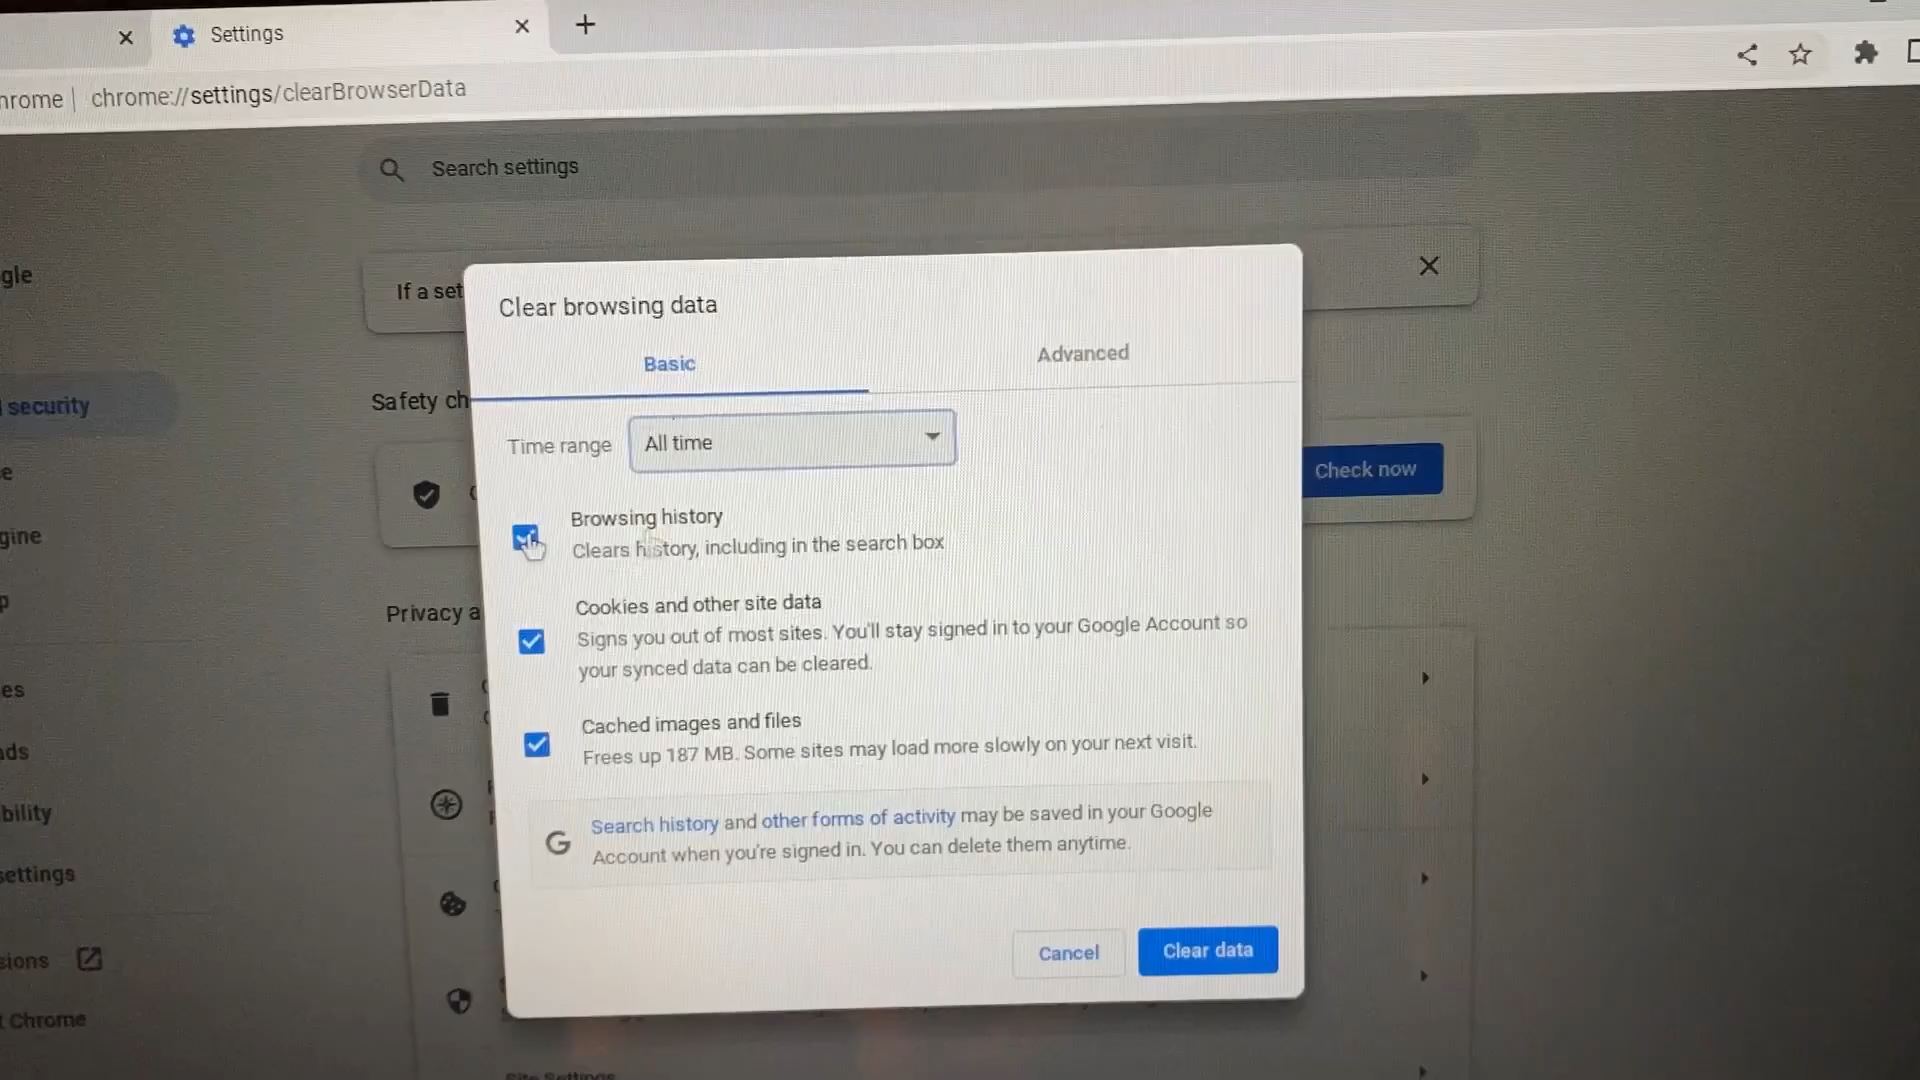 Settings
hrome | chrome://settings/clearBrowserData
Search settings
gle
If a set
Clear browsing data
Basic
Advanced
security
Safety ch
Time range
All time
Check now
e
gine
p
Browsing history
Clears history, including in the search box
Privacy a
Cookies and other site data
Signs you out of most sites. You'll stay signed in to your Google Account so
your synced data can be cleared.
es
ads
bility
settings
Cached images and files
Frees up 187 MB. Some sites may load more slowly on your next visit.
Search history and other forms of activity may be saved in your Google
Account when you're signed in. You can delete them anytime.
Cancel
Clear data
sions
t Chrome
Site Settings